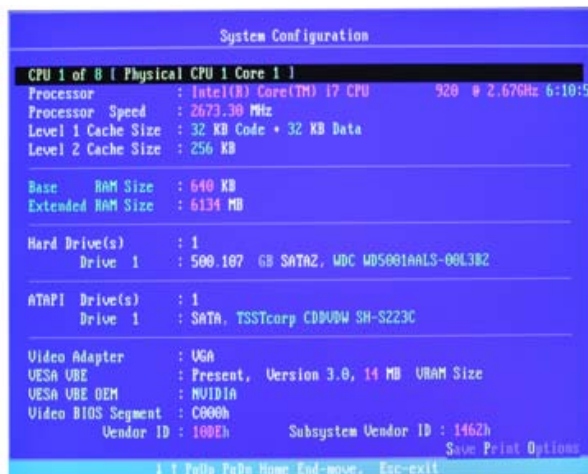 System Configuration
CPU 1 of 8 [ Physical CPU 1 Core 1 ]
Processor : Intel(R) Core(TM) i7 CPU 920 @ 2.67GHz 6:10:5
Processor Speed : 2673.30 MHz
Level 1 Cache Size : 32 KB Code + 32 KB Data
Level 2 Cache Size : 256 KB
Base RAM Size : 640 KB
Extended RAM Size : 6134 MB
Hard Drive(s) : 1
Drive 1 : 500.107 GB SATA2, WDC WD5001AALS-00L3B2
ATAPI Drive(s) : 1
Drive 1 : SATA, TSSTcorp CDDVDW SH-S223C
Video Adapter : VGA
VESA VBE : Present, Version 3.0, 14 MB VRAM Size
VESA VBE OEM : NVIDIA
Video BIOS Segment : C000h
Vendor ID : 10DEh Subsystem Vendor ID : 1462h
Save Print Options
↓ ↑ PgUp PgDn Home End-move, Esc-exit